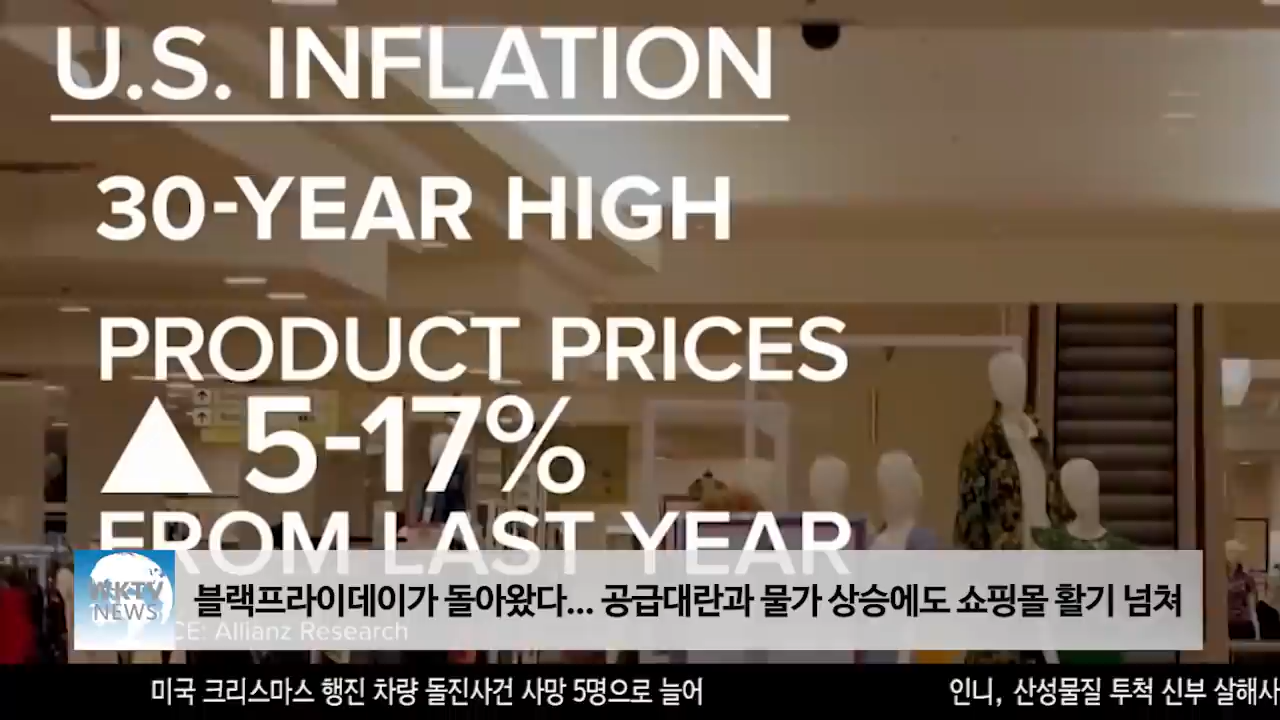 U.S. INFLATION
30-YEAR HIGH
PRODUCT PRICES
▲5-17%
FROM LAST YEAR
KKTV
NEWS
블랙프라이데이가 돌아왔다... 공급대란과 물가 상승에도 쇼핑몰 활기 넘쳐
CE: Allianz Research
미국 크리스마스 행진 차량 돌진사건 사망 5명으로 늘어
인니, 산성물질 투척 신부 살해사